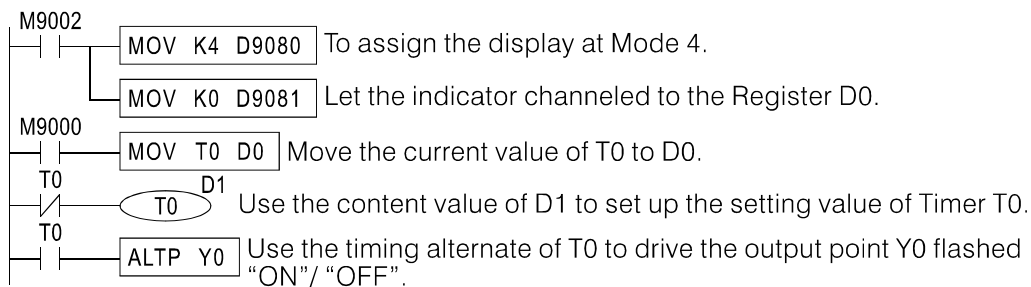 M9002
MOV K4 D9080 To assign the display at Mode 4.
MOV K0 D9081 Let the indicator channeled to the Register D0.
M9000
MOV T0 D0 Move the current value of T0 to D0.
T0 D1
T0 Use the content value of D1 to set up the setting value of Timer T0.
T0
ALTP Y0 Use the timing alternate of T0 to drive the output point Y0 flashed
“ON”/ “OFF”.